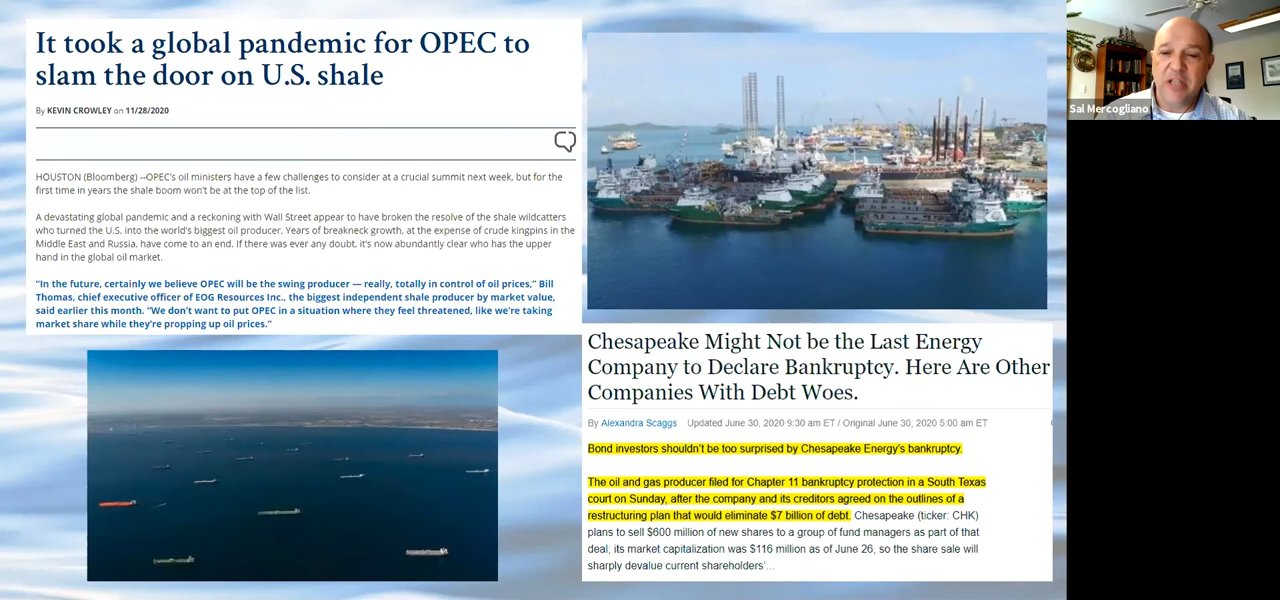 It took a global pandemic for OPEC to
slam the door on U.S. shale
By KEVIN CROWLEY on 11/28/2020
HOUSTON (Bloomberg) --OPEC's oil ministers have a few challenges to consider at a crucial summit next week, but for the
first time in years the shale boom won't be at the top of the list.
A devastating global pandemic and a reckoning with Wall Street appear to have broken the resolve of the shale wildcatters
who turned the U.S. into the world's biggest oil producer. Years of breakneck growth, at the expense of crude kingpins in the
Middle East and Russia, have come to an end. If there was ever any doubt, it's now abundantly clear who has the upper
hand in the global oil market.
"In the future, certainly we believe OPEC will be the swing producer — really, totally in control of oil prices," Bill
Thomas, chief executive officer of EOG Resources Inc., the biggest independent shale producer by market value,
said earlier this month. "We don't want to put OPEC in a situation where they feel threatened, like we're taking
market share while they're propping up oil prices."
Sal Mercogliano
Chesapeake Might Not be the Last Energy
Company to Declare Bankruptcy. Here Are Other
Companies With Debt Woes.
By Alexandra Scaggs Updated June 30, 2020 9:30 am ET / Original June 30, 2020 5:00 am ET
Bond investors shouldn't be too surprised by Chesapeake Energy's bankruptcy.
The oil and gas producer filed for Chapter 11 bankruptcy protection in a South Texas
court on Sunday, after the company and its creditors agreed on the outlines of a
restructuring plan that would eliminate $7 billion of debt. Chesapeake (ticker: CHK)
plans to sell $600 million of new shares to a group of fund managers as part of that
deal; its market capitalization was $116 million as of June 26, so the share sale will
sharply devalue current shareholders'...